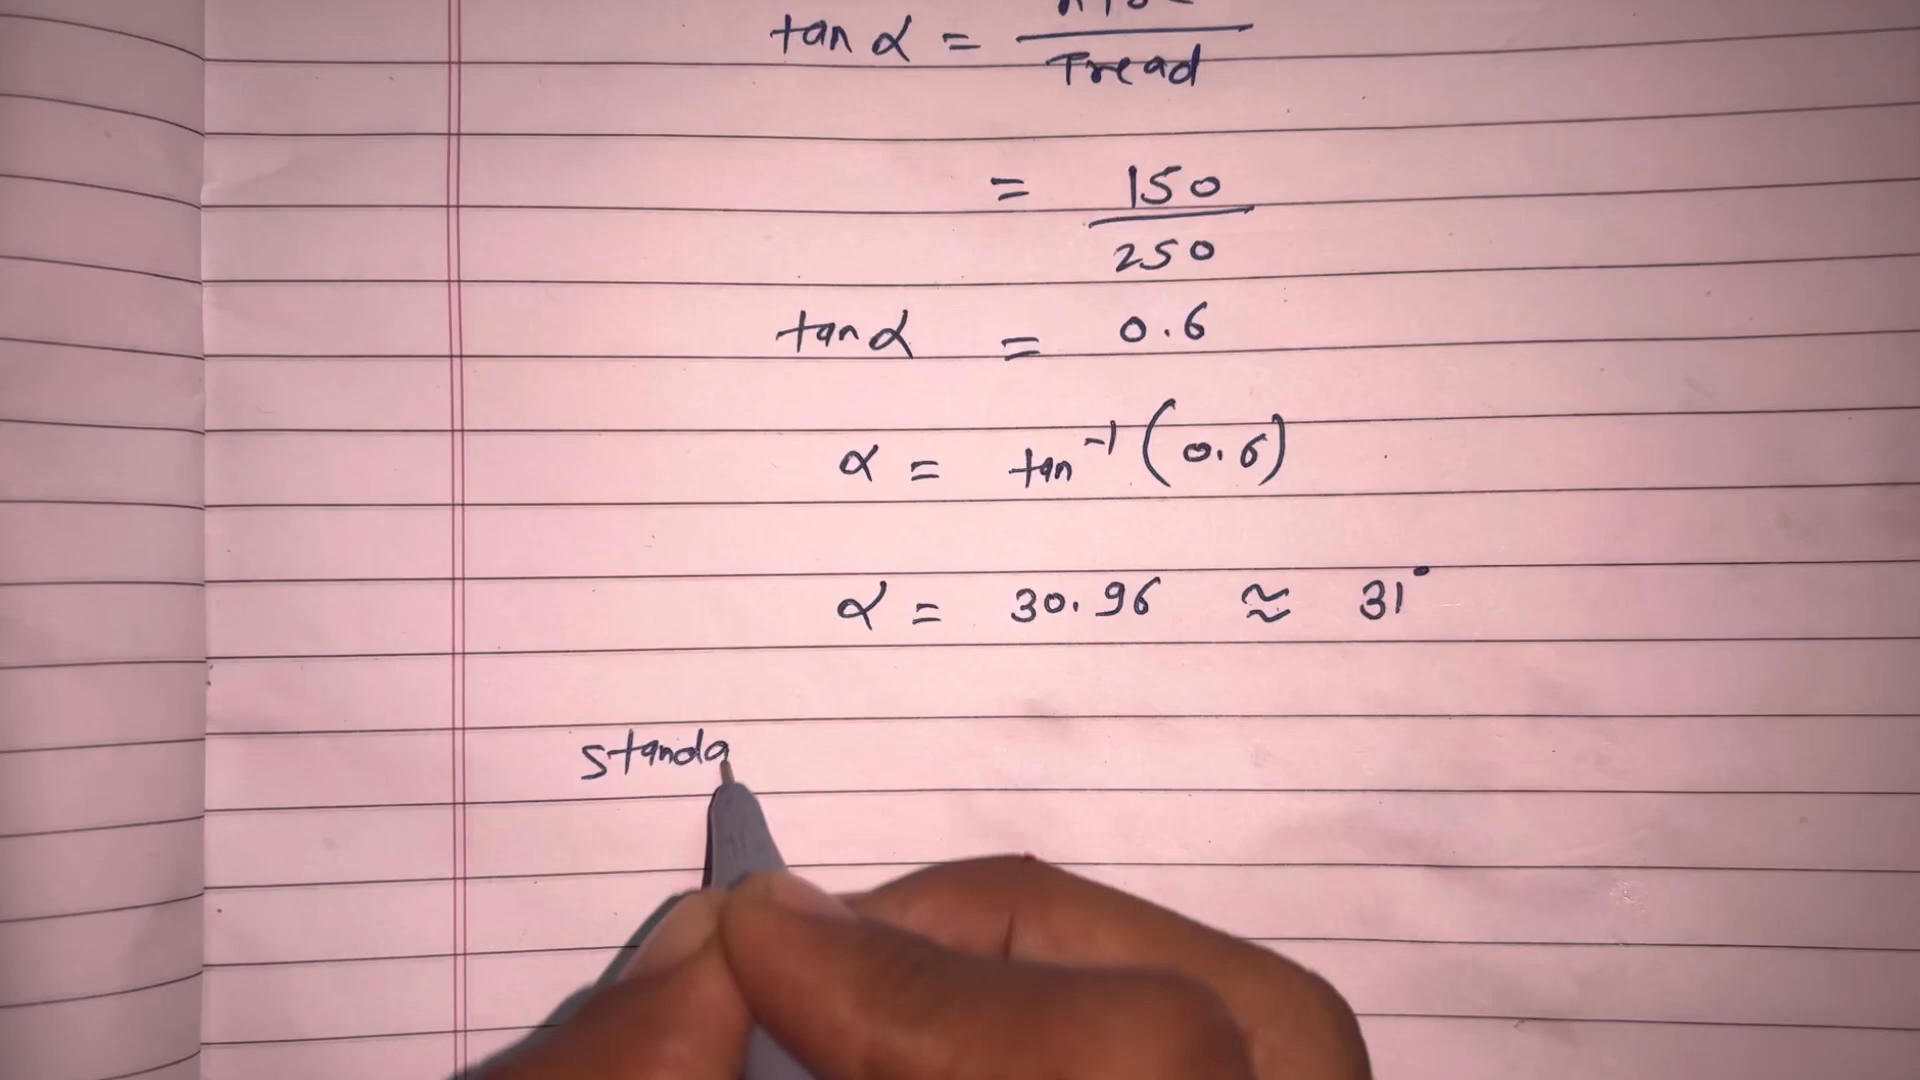 tan α =
Tread
= 150
250
tan α = 0.6
α = tan⁻¹ (0.6)
α = 30.96 ≈ 31°
standa